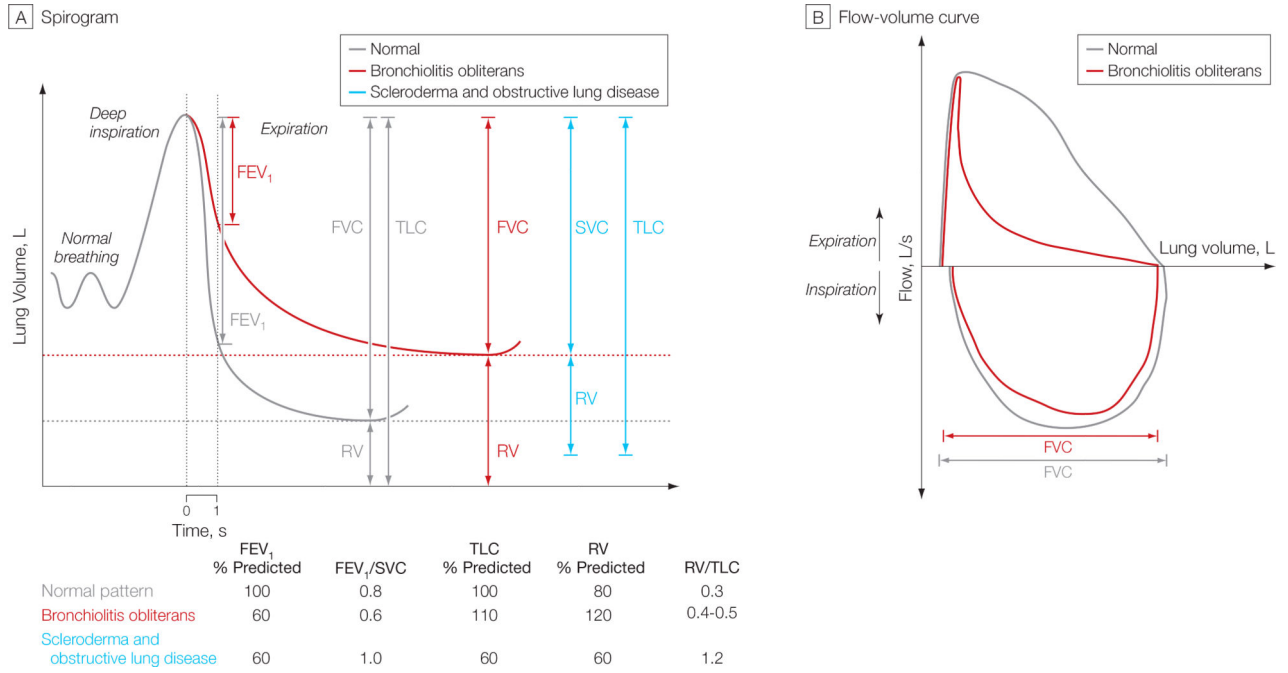 A Spirogram
Normal
Bronchiolitis obliterans
Scleroderma and obstructive lung disease
Deep
inspiration
Expiration
Normal
breathing
Lung Volume, L
FEV1
FEV1
FVC
TLC
FVC
SVC
TLC
RV
RV
RV
0 1
Time, s
FEV1
% Predicted
FEV1/SVC
TLC
% Predicted
RV
% Predicted
RV/TLC
Normal pattern 100 0.8 100 80 0.3
Bronchiolitis obliterans 60 0.6 110 120 0.4-0.5
Scleroderma and
obstructive lung disease 60 1.0 60 60 1.2
B Flow-volume curve
Normal
Bronchiolitis obliterans
Expiration
Inspiration
Flow, L/s
Lung volume, L
FVC
FVC